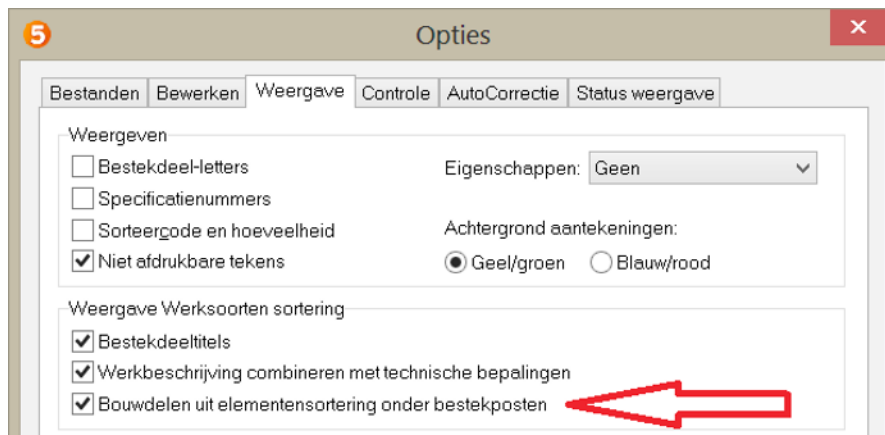 5
Opties
Bestanden Bewerken Weergave Controle AutoCorrectie Status weergave
Weergeven
Bestekdeel-letters
Eigenschappen: Geen
Specificatienummers
Sorteercode en hoeveelheid
Achtergrond aantekeningen:
Niet afdrukbare tekens
Geel/groen Blauw/rood
Weergave Werksoorten sortering
Bestekdeeltitels
Werkbeschrijving combineren met technische bepalingen
Bouwdelen uit elementensortering onder bestekposten